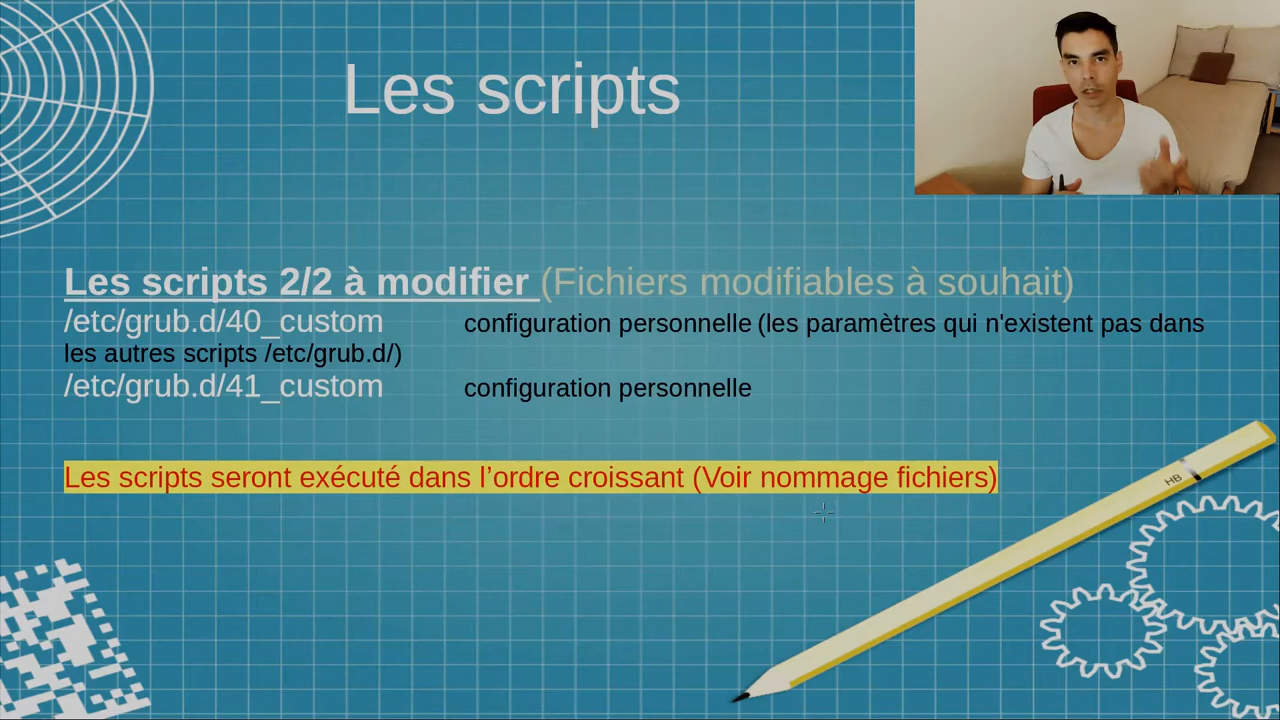 Les scripts
Les scripts 2/2 à modifier (Fichiers modifiables à souhait)
/etc/grub.d/40_custom configuration personnelle (les paramètres qui n'existent pas dans
les autres scripts /etc/grub.d/)
/etc/grub.d/41_custom configuration personnelle
Les scripts seront exécuté dans l’ordre croissant (Voir nommage fichiers)
HB